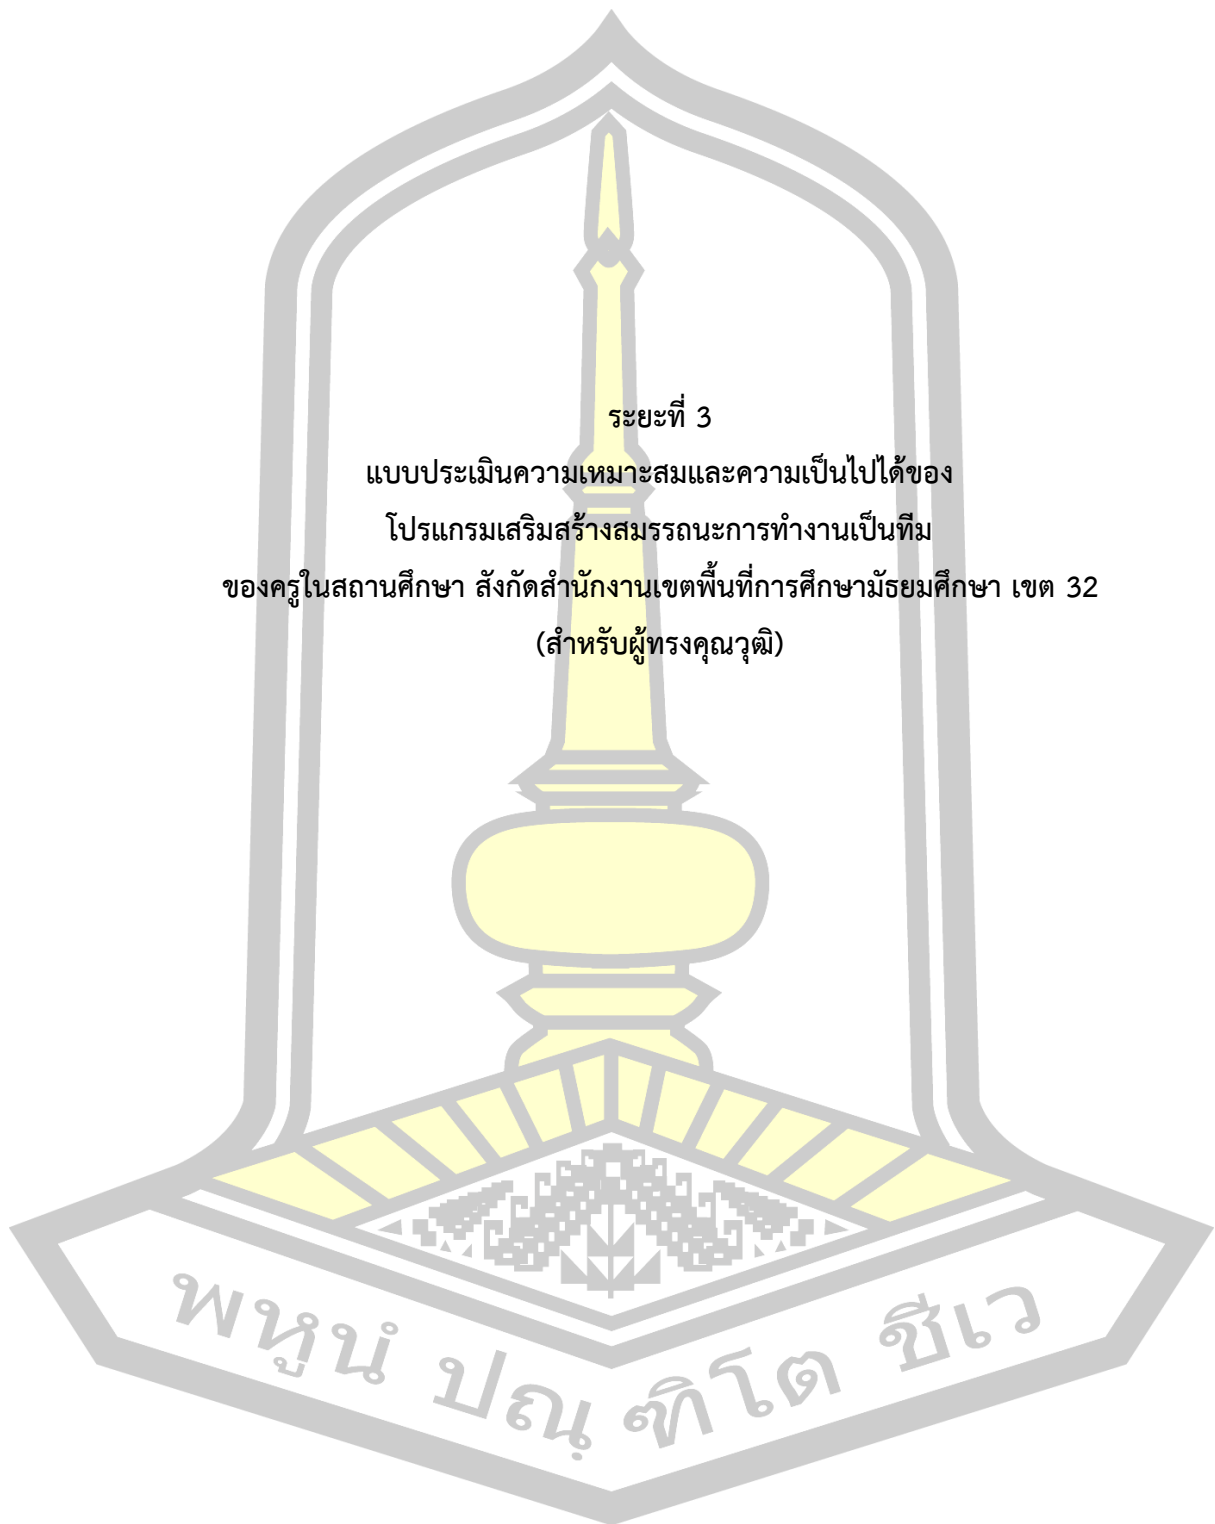 ระยะที่ 3
แบบประเมินความเหมาะสมและความเป็นไปได้ของ
โปรแกรมเสริมสร้างสมรรถนะการทำงานเป็นทีม
ของครูในสถานศึกษา สังกัดสำนักงานเขตพื้นที่การศึกษามัธยมศึกษา เขต 32
(สำหรับผู้ทรงคุณวุฒิ)
พหูนํ ปณฺ ฑิโต ชีเว